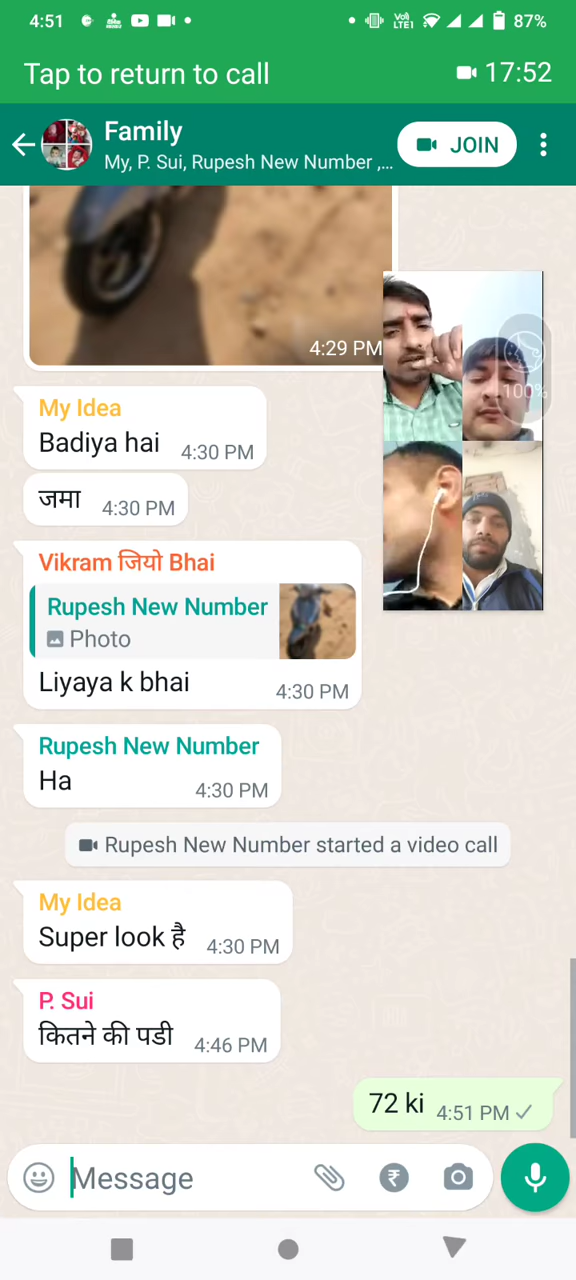 4:51 87%
Tap to return to call 17:52
Family JOIN
My, P. Sui, Rupesh New Number ,...
4:29 PM
100%
My Idea
Badiya hai 4:30 PM
जमा 4:30 PM
Vikram जियो Bhai
Rupesh New Number
Photo
Liyaya k bhai 4:30 PM
Rupesh New Number
Ha 4:30 PM
Rupesh New Number started a video call
My Idea
Super look है 4:30 PM
P. Sui
कितने की पडी 4:46 PM
72 ki 4:51 PM
Message